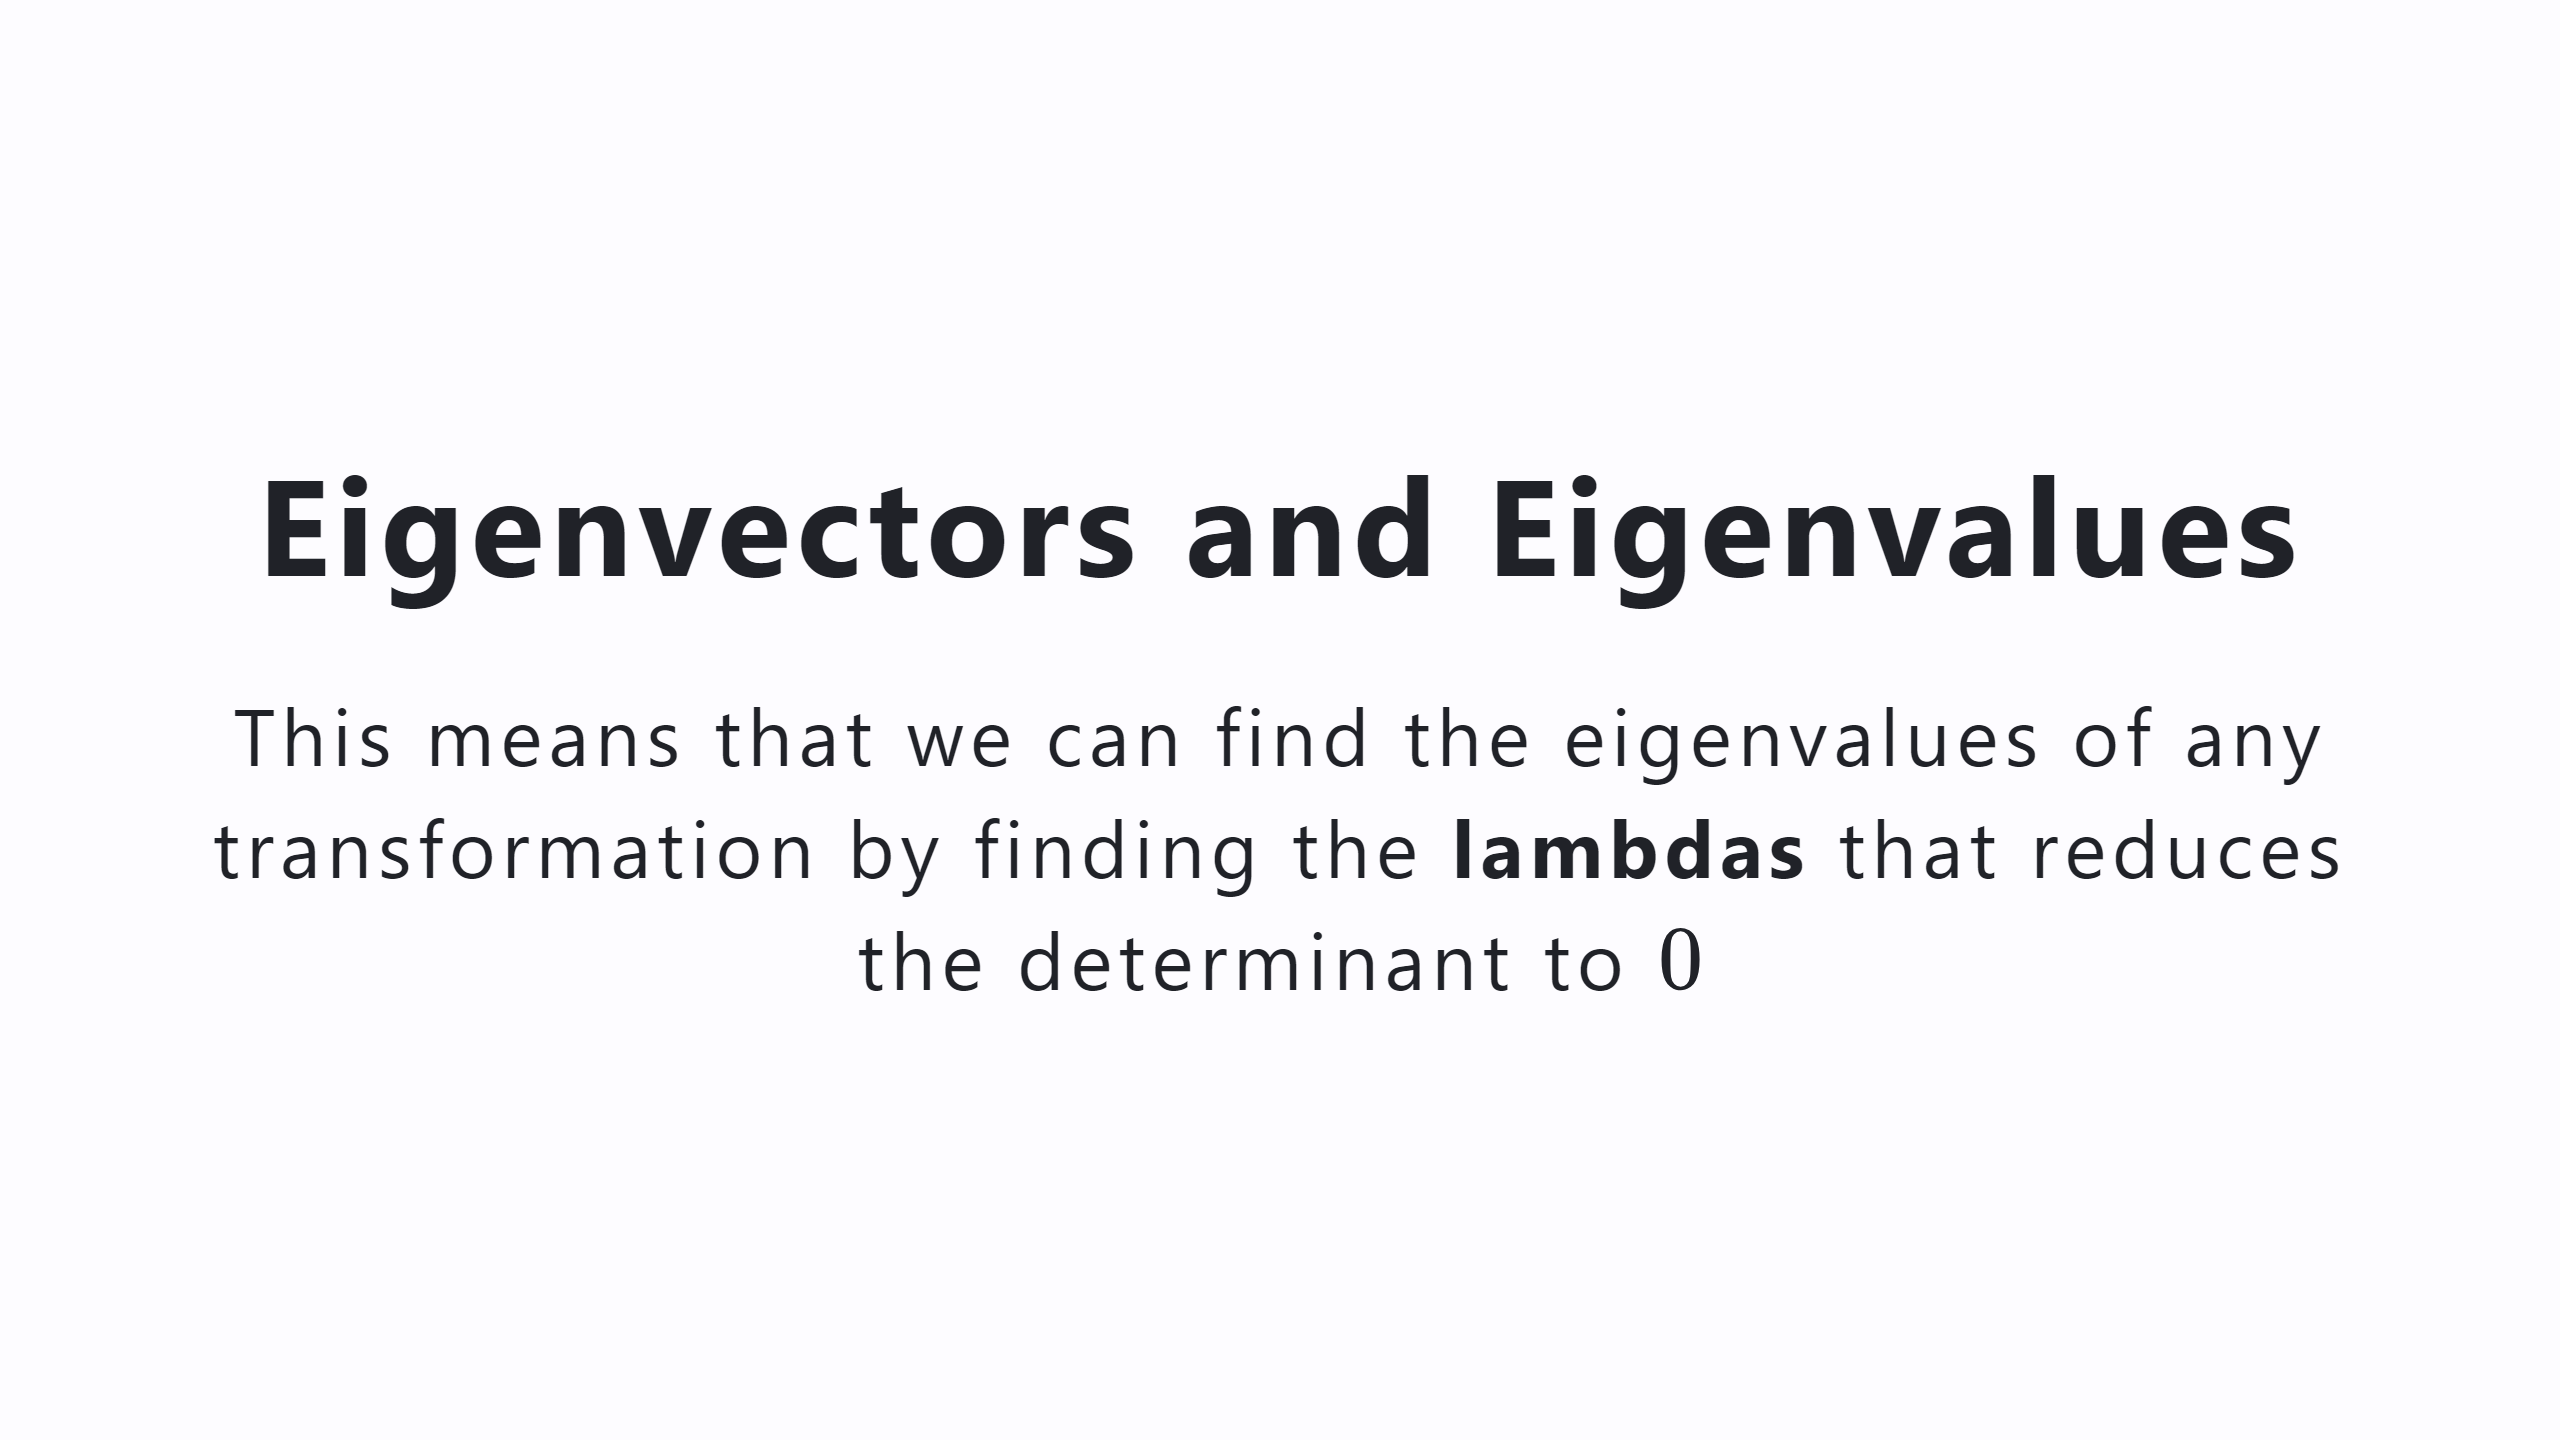 Eigenvectors and Eigenvalues
This means that we can find the eigenvalues of any
transformation by finding the lambdas that reduces
the determinant to 0